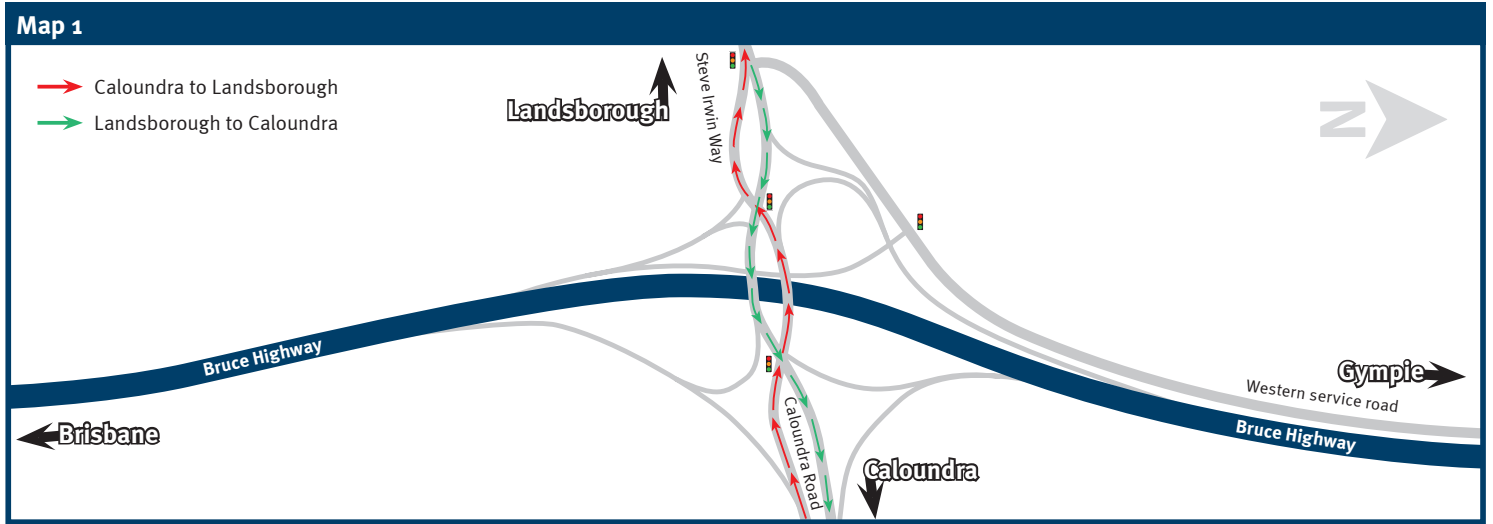 Map 1
Caloundra to Landsborough
Landsborough to Caloundra
Landsborough
Steve Irwin Way
N
Bruce Highway
Brisbane
Caloundra Road
Caloundra
Gympie
Western service road
Bruce Highway